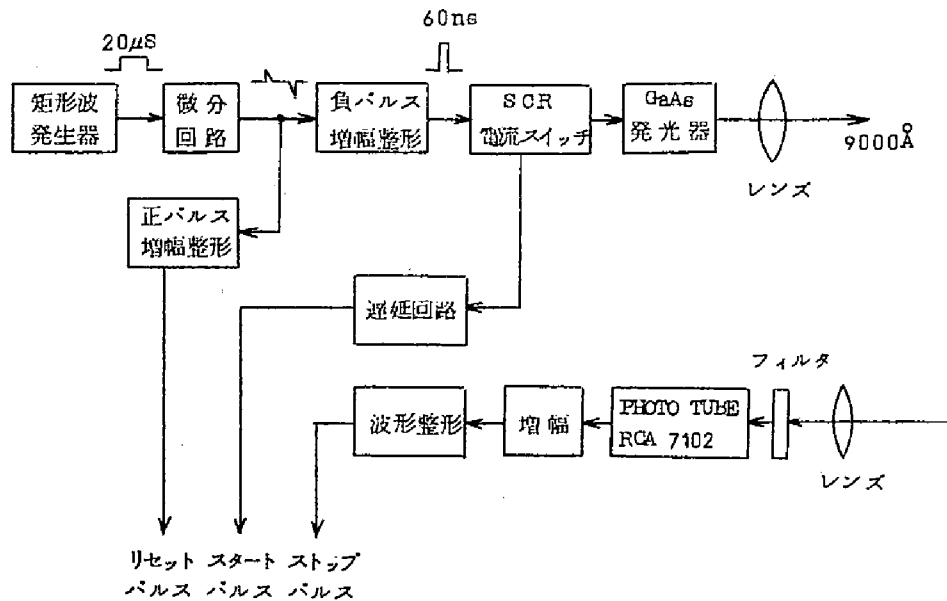 20μS
60ns
矩形波
発生器
微分
回路
負パルス
増幅整形
SCR
電流スイッチ
GaAs
発光器
9000Å
レンズ
正パルス
増幅整形
遅延回路
フィルタ
波形整形
増幅
PHOTO TUBE
RCA 7102
レンズ
リセット
パルス
スタート
パルス
ストップ
パルス